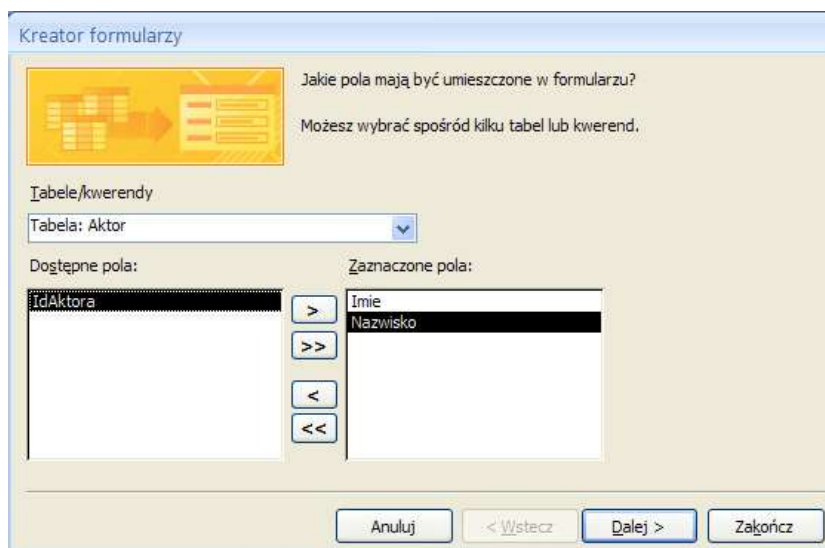 Kreator formularzy
Jakie pola mają być umieszczone w formularzu?
Możesz wybrać spośród kilku tabel lub kwerend.
Tabele/kwerendy
Tabela: Aktor
Dostępne pola:
Zaznaczone pola:
IdAktora
>
>>
<
<<
Imie
Nazwisko
Anuluj
< Wstecz
Dalej >
Zakończ